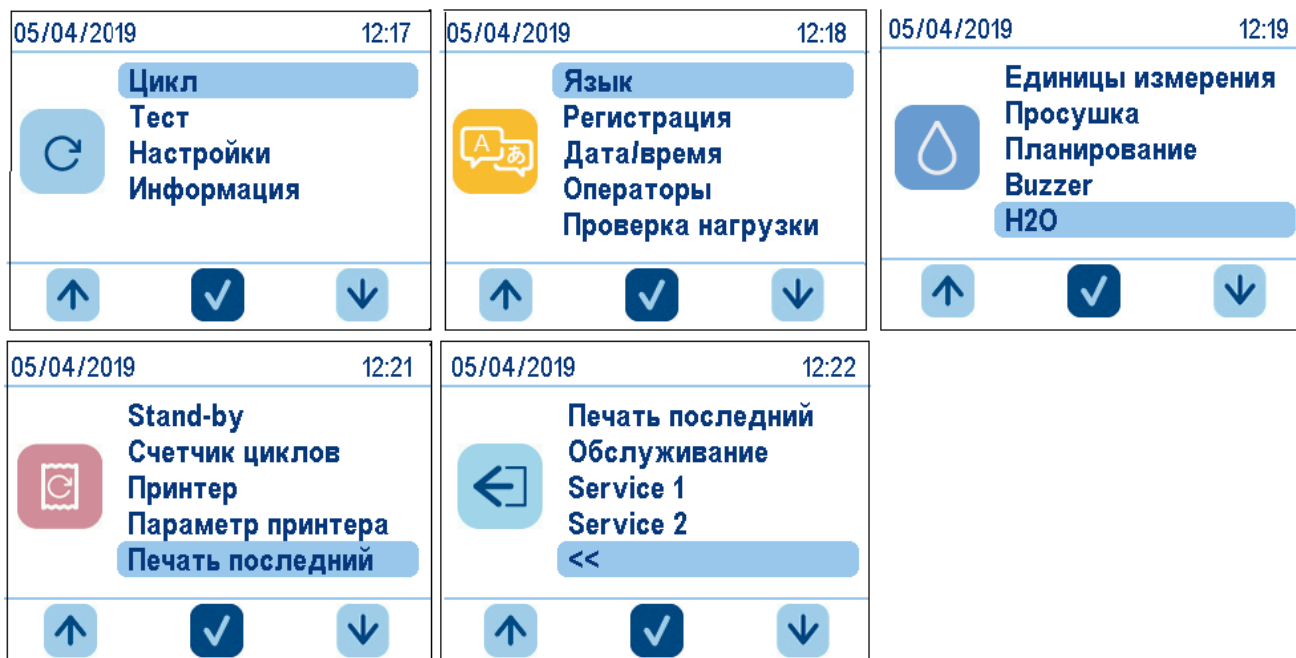 05/04/2019 12:17
Цикл
Тест
Настройки
Информация
05/04/2019 12:18
Язык
Регистрация
Дата/время
Операторы
Проверка нагрузки
05/04/2019 12:19
Единицы измерения
Просушка
Планирование
Buzzer
H2O
05/04/2019 12:21
Stand-by
Счетчик циклов
Принтер
Параметр принтера
Печать последний
05/04/2019 12:22
Печать последний
Обслуживание
Service 1
Service 2
<<
A あ